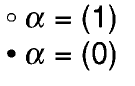 ○ α = (1)
● α = (0)